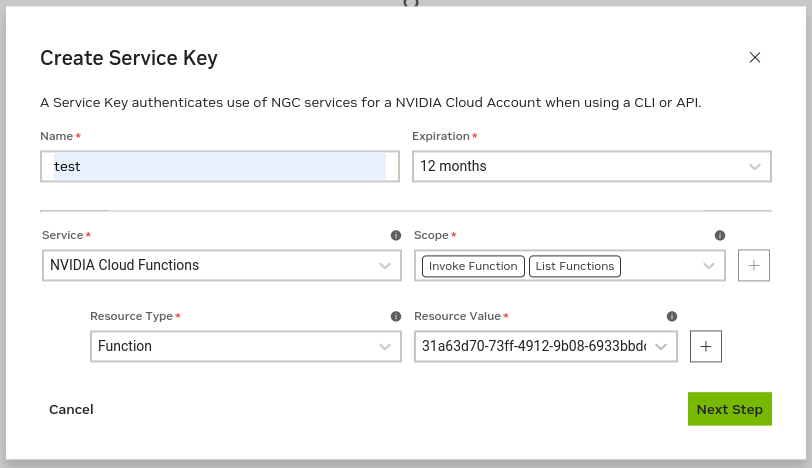 Create Service Key
A Service Key authenticates use of NGC services for a NVIDIA Cloud Account when using a CLI or API.
Name * Expiration *
test 12 months
Service * Scope *
NVIDIA Cloud Functions Invoke Function List Functions
Resource Type * Resource Value *
Function 31a63d70-73ff-4912-9b08-6933bbd
Cancel Next Step